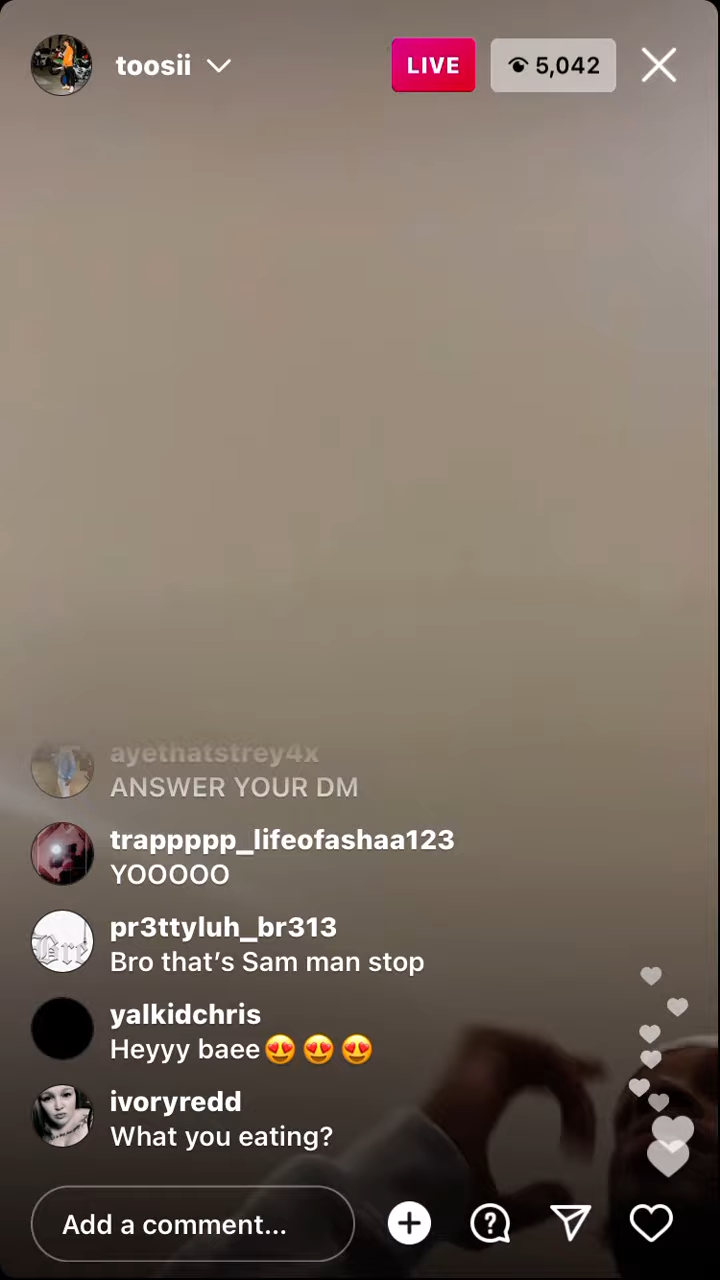 toosii
LIVE
5,042
ayethatstrey4x
ANSWER YOUR DM
trappppp_lifeofashaa123
YOOOOO
Bre
pr3ttyluh_br313
Bro that's Sam man stop
yalkidchris
Heyyy baee😍😍😍
ivoryredd
What you eating?
Add a comment...